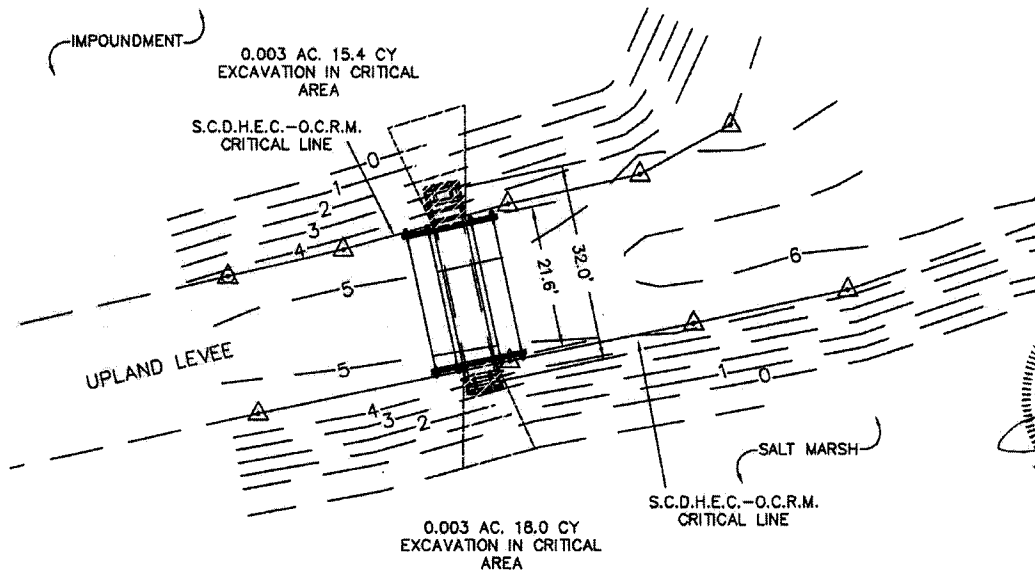 IMPOUNDMENT
0.003 AC. 15.4 CY
EXCAVATION IN CRITICAL
AREA
S.C.D.H.E.C.-O.C.R.M.
CRITICAL LINE
0
1
2
3
4
5
6
21.6'
32.0'
UPLAND LEVEE
5
4
3
2
1
0
SALT MARSH
S.C.D.H.E.C.-O.C.R.M.
CRITICAL LINE
0.003 AC. 18.0 CY
EXCAVATION IN CRITICAL
AREA